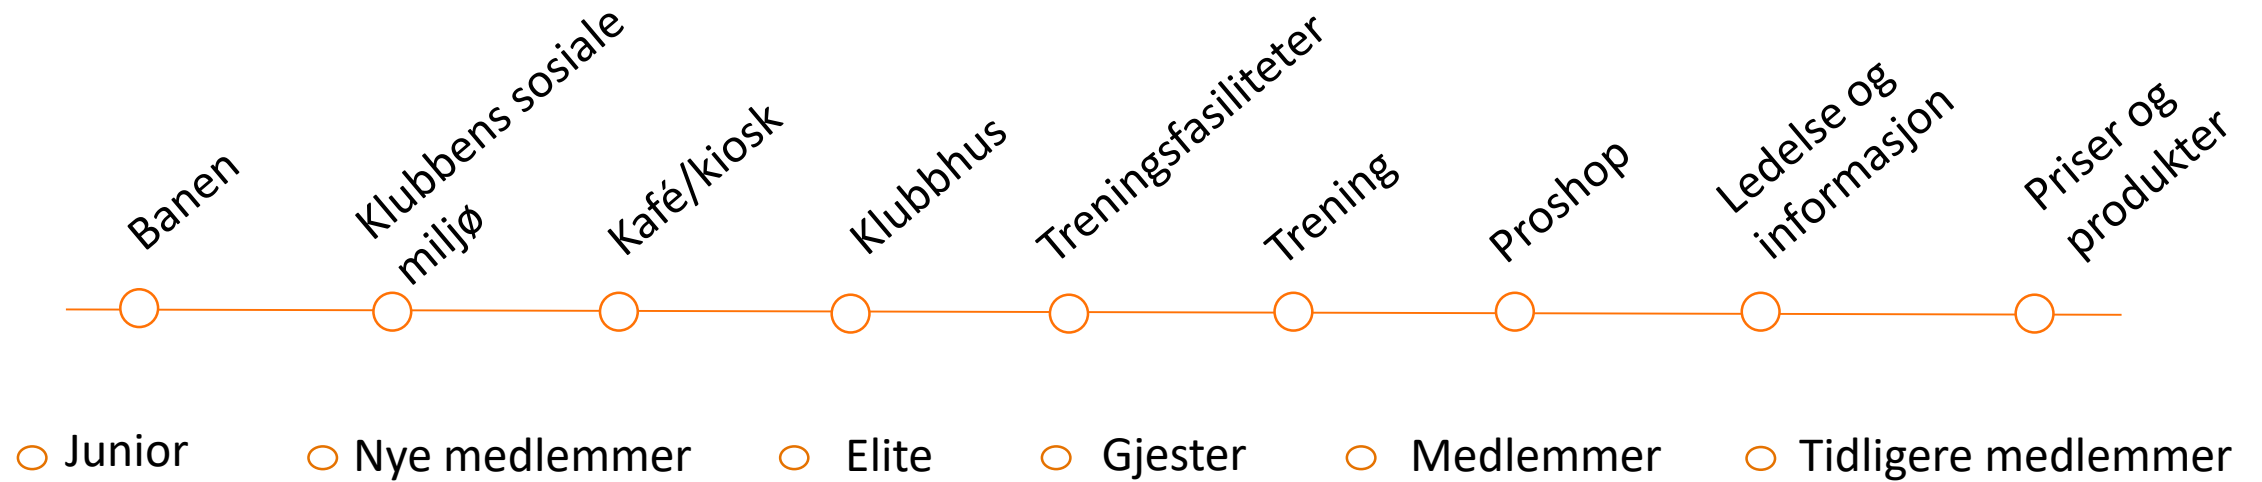 Banen
Klubbens sosiale
miljø
Kafé/kiosk
Klubbhus
Treningsfasiliteter
Trening
Proshop
Ledelse og
informasjon
Priser og
produkter
Junior
Nye medlemmer
Elite
Gjester
Medlemmer
Tidligere medlemmer